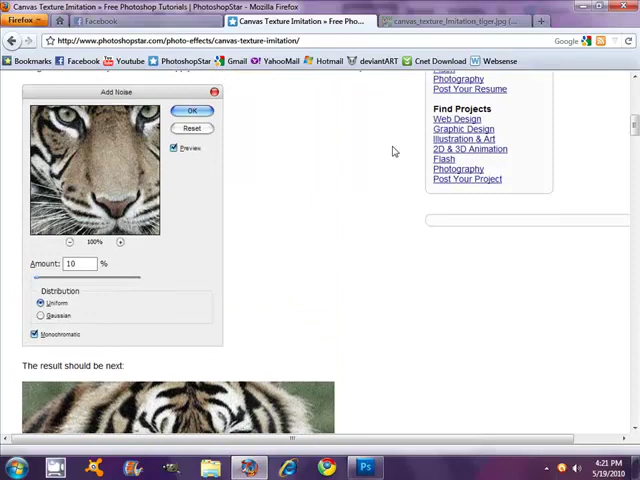 Canvas Texture Imitation » Free Photoshop Tutorials | PhotoshopStar - Mozilla Firefox
Firefox
Facebook
Canvas Texture Imitation » Free Pho...
canvas_texture_Imitation_tiger.jpg (...
http://www.photoshopstar.com/photo-effects/canvas-texture-imitation/
Google
Bookmarks
Facebook
YouTube
PhotopStar
Gmail
YahooMail
Hotmail
deviantART
Cnet Download
Websense
Photography
Post Your Resume
Find Projects
Web Design
Graphic Design
Illustration & Art
2D & 3D Animation
Flash
Photography
Post Your Project
Add Noise
OK
Reset
Preview
100%
Amount: 10 %
Distribution
Uniform
Gaussian
Monochromatic
The result should be next:
Ps
4:21 PM
5/19/2010